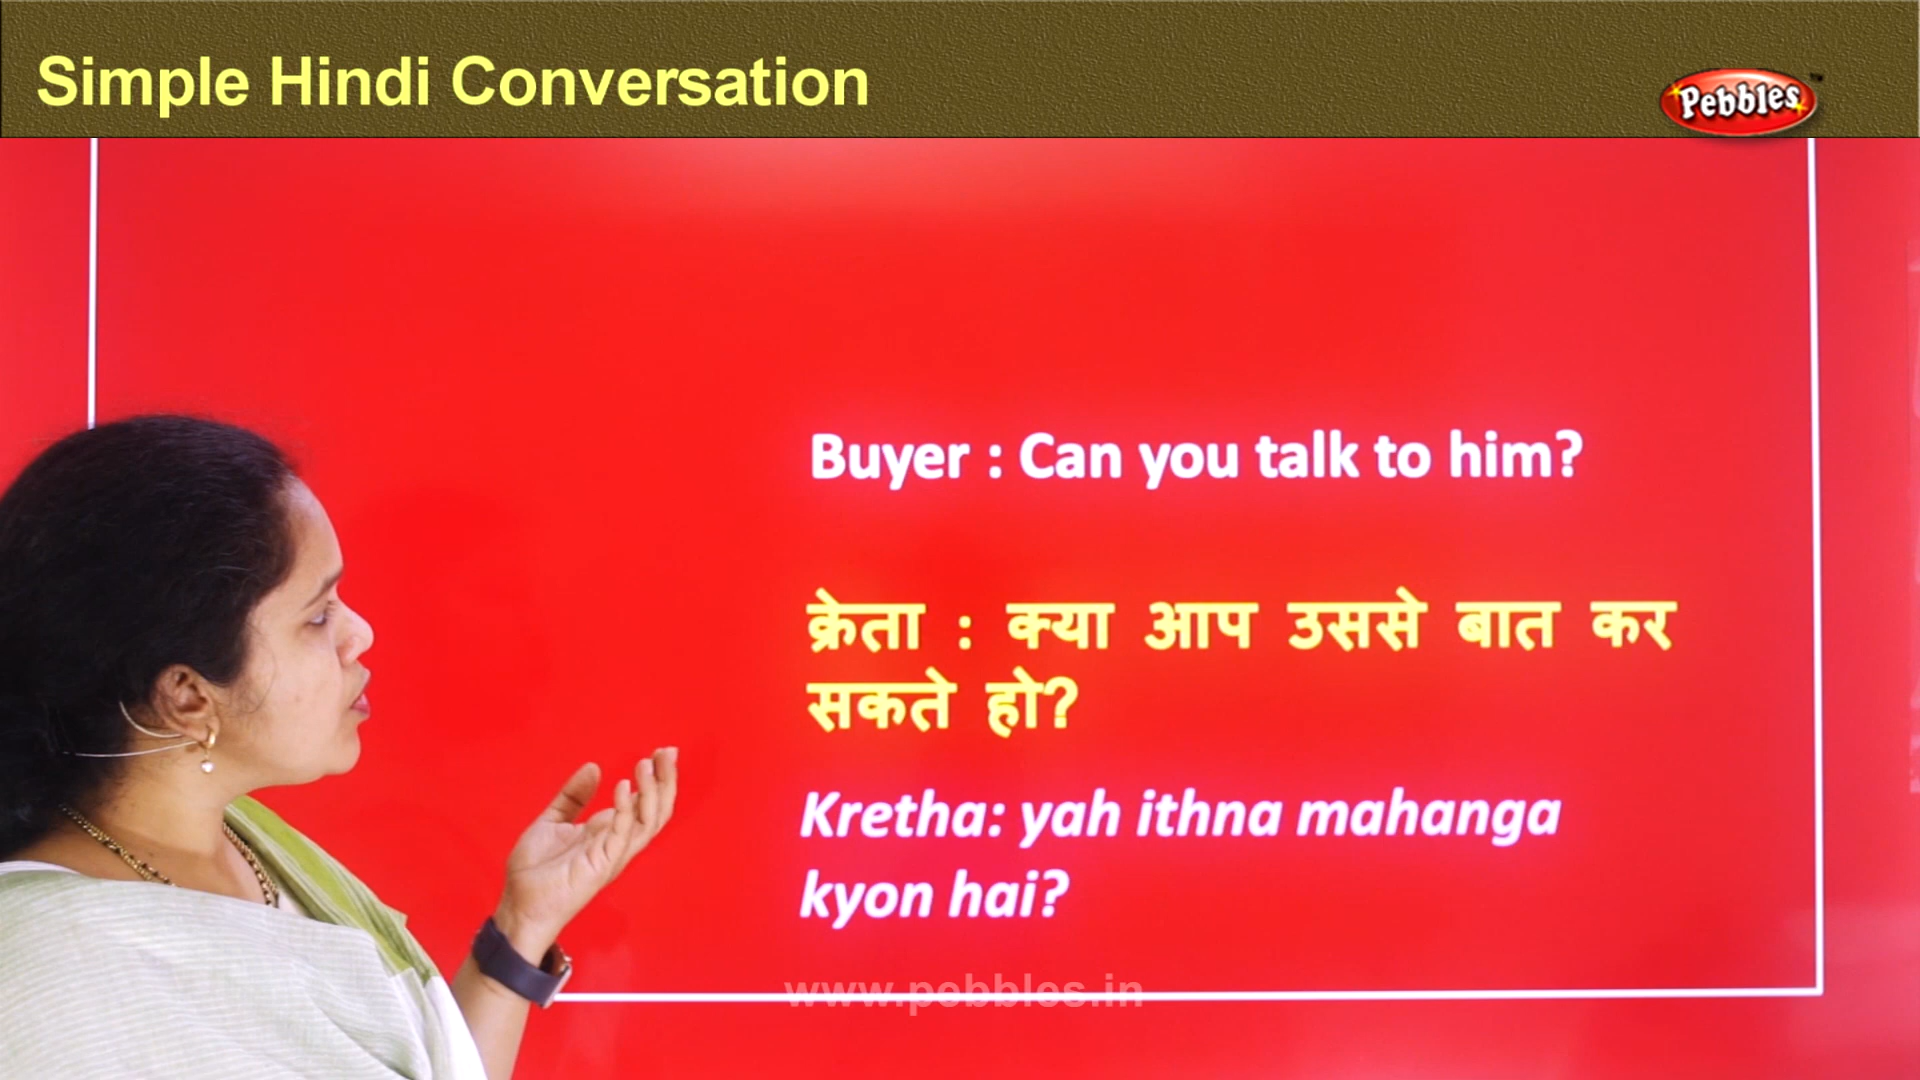 Simple Hindi Conversation
Pebbles™
Buyer : Can you talk to him?
क्रेता : क्या आप उससे बात कर
सकते हो?
Kretha: yah ithna mahanga
kyon hai?
www.pebbles.in